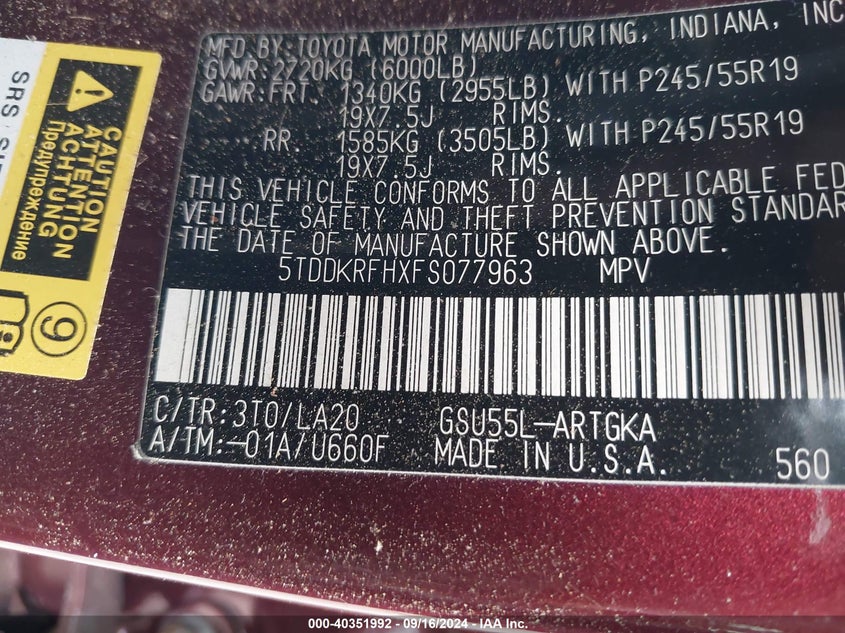 MFD.BY:TOYOTA MOTOR MANUFACTURING, INDIANA, INC
GVWR:2720KG (6000LB)
GAWR:FRT. 1340KG (2955LB) WITH P245/55R19
19X7.5J RIMS.
RR. 1585KG (3505LB) WITH P245/55R19
19X7.5J RIMS.
THIS VEHICLE CONFORMS TO ALL APPLICABLE FED
VEHICLE SAFETY AND THEFT PREVENTION STANDAR
THE DATE OF MANUFACTURE SHOWN ABOVE.
5TDDKRFHXFS077963 MPV
C/TR:3T0/LA20 GSU55L-ARTGKA
A/TM:-01A/U660F MADE IN U.S.A. 560
SRS
CAUTION
ATTENTION
ACHTUNG
Предупреждение
9
000-40351992 - 09/16/2024 - IAA Inc.